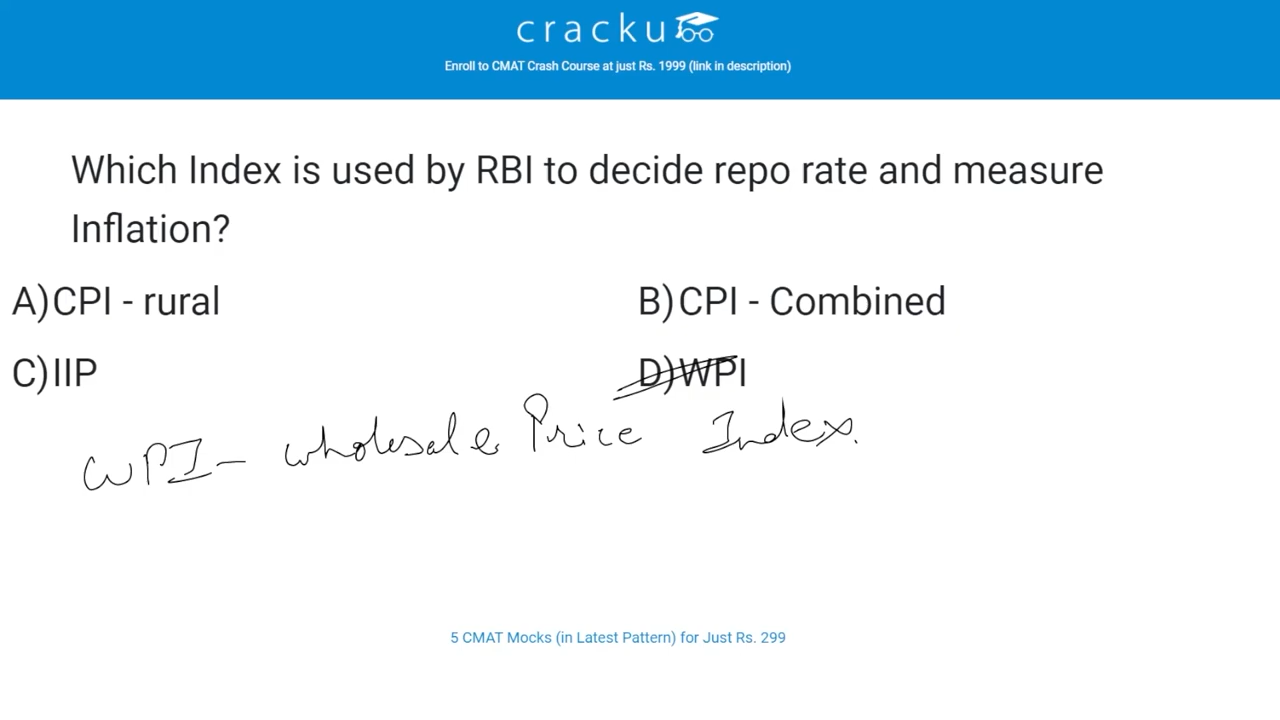 cracku
Enroll to CMAT Crash Course at just Rs. 1999 (link in description)
Which Index is used by RBI to decide repo rate and measure
Inflation?
A)CPI - rural
B)CPI - Combined
C)IIP
D)WPI
WPI- wholesale Price Index.
5 CMAT Mocks (in Latest Pattern) for Just Rs. 299